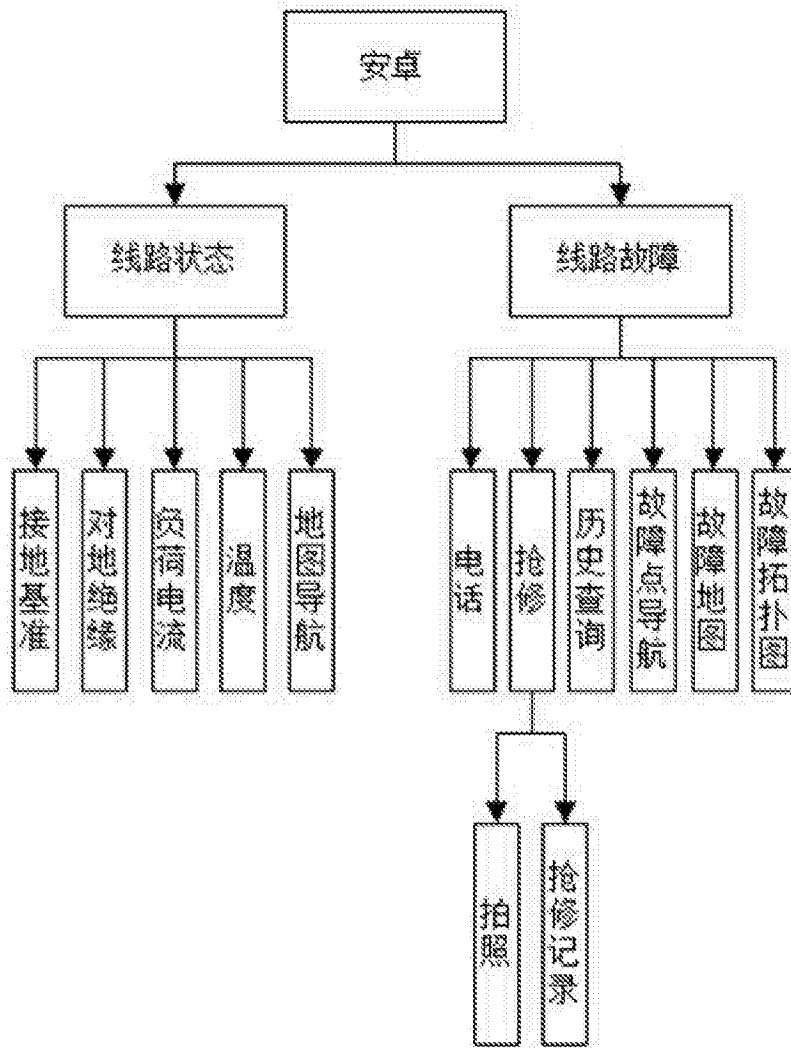 安卓
线路状态
线路故障
接地基准
对地绝缘
负荷电流
温度
地图导航
电话
抢修
历史查询
故障点导航
故障地图
故障拓扑图
拍照
抢修记录